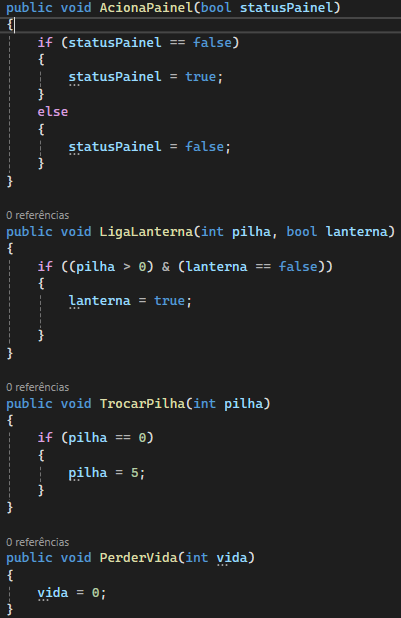 public void AcionaPainel(bool statusPainel)
{
    if (statusPainel == false)
    {
        statusPainel = true;
    }
    else
    {
        statusPainel = false;
    }
}
0 referências
public void LigaLanterna(int pilha, bool lanterna)
{
    if ((pilha > 0) & (lanterna == false))
    {
        lanterna = true;
    }
}
0 referências
public void TrocarPilha(int pilha)
{
    if (pilha == 0)
    {
        pilha = 5;
    }
}
0 referências
public void PerderVida(int vida)
{
    vida = 0;
}